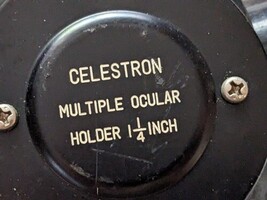 CELESTRON
MULTIPLE OCULAR
HOLDER 1¼ INCH